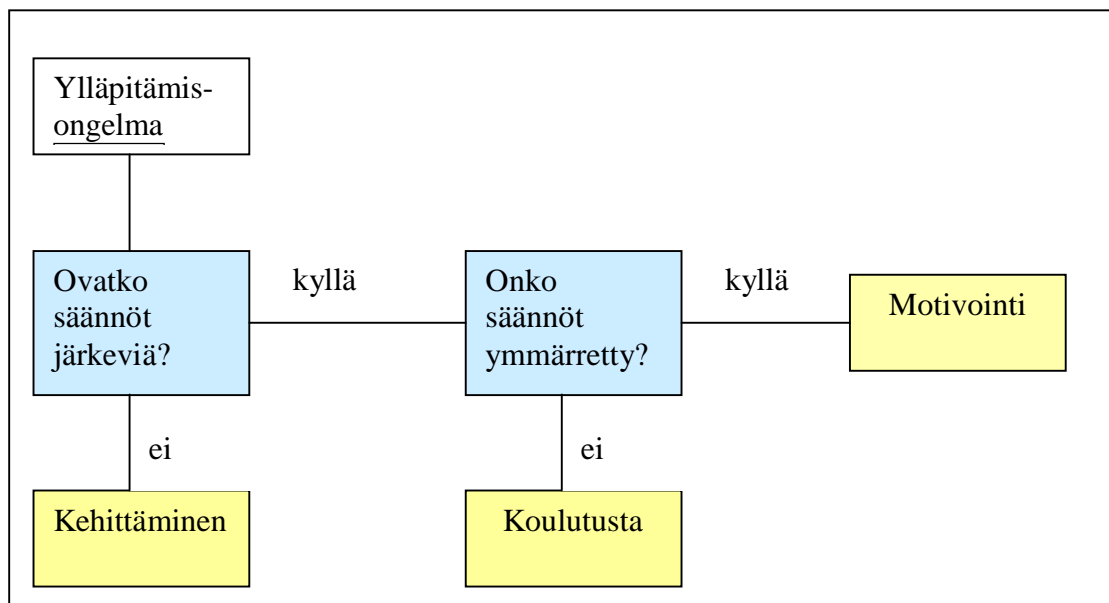 Ylläpitämis-
ongelma
Ovatko
säännöt
järkeviä?
kyllä
Onko
säännöt
ymmärretty?
kyllä
Motivointi
ei
ei
Kehittäminen
Koulutusta